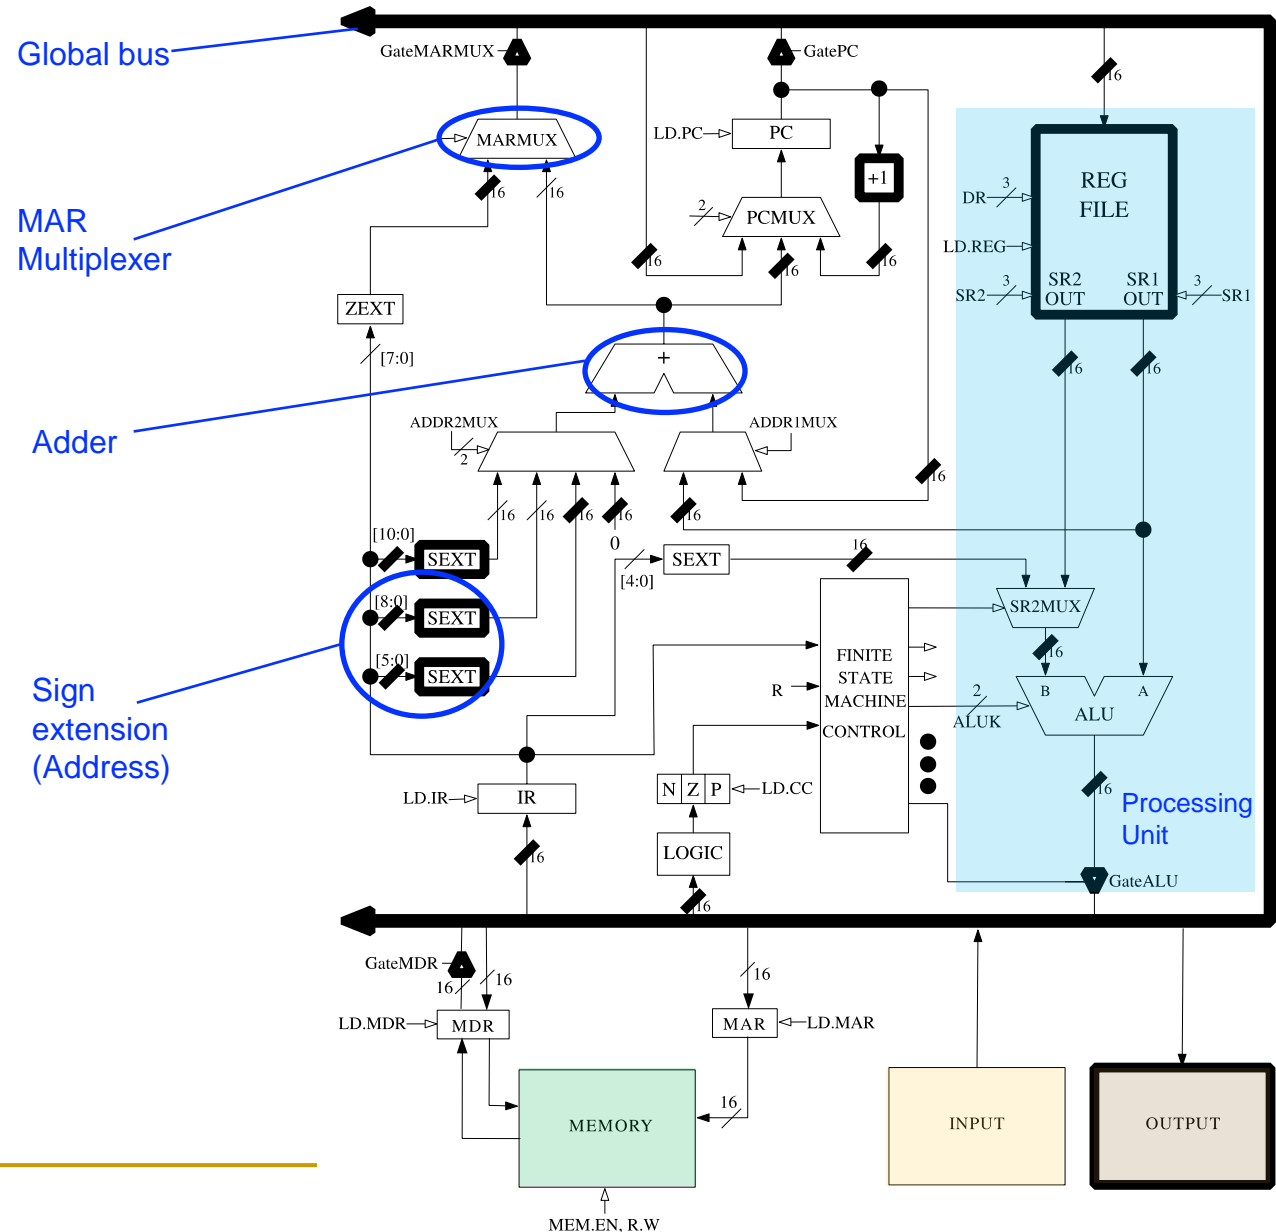 Global bus
GateMARMUX
GatePC
16
MARMUX
LD.PC
PC
+1
REG
FILE
MAR
Multiplexer
16
16
2
PCMUX
DR
3
LD.REG
16
16
16
SR2
3
SR2
OUT
SR1
OUT
3
SR1
ZEXT
[7:0]
+
16
16
Adder
ADDR2MUX
2
ADDR1MUX
16
16
16
16
16
16
0
[10:0]
SEXT
[4:0]
SEXT
16
[8:0]
SEXT
SR2MUX
[5:0]
SEXT
16
Sign
extension
(Address)
FINITE
STATE
MACHINE
CONTROL
R
2
ALUK
B
A
ALU
LD.IR
IR
N Z P
LD.CC
16
Processing
Unit
16
LOGIC
16
GateALU
GateMDR
16
16
16
LD.MDR
MDR
MAR
LD.MAR
16
MEMORY
INPUT
OUTPUT
MEM.EN, R.W